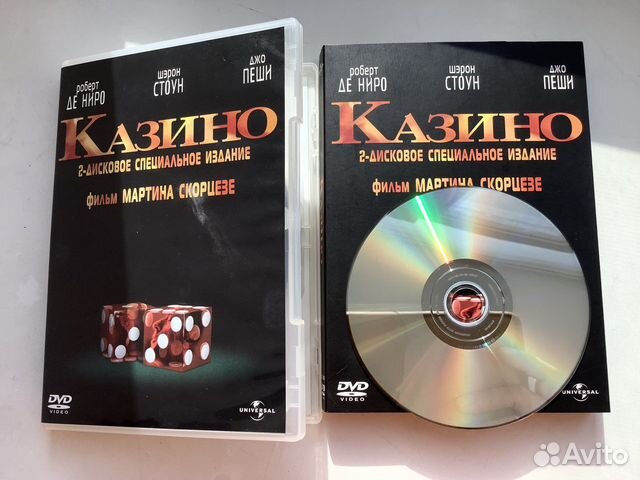 роберт
ДЕ НИРО
шэрон
СТОУН
джо
ПЕШИ
КАЗИНО
2-ДИСКОВОЕ СПЕЦИАЛЬНОЕ ИЗДАНИЕ
фильм МАРТИНА СКОРЦЕЗЕ
DVD
VIDEO
UNIVERSAL
роберт
ДЕ НИРО
шэрон
СТОУН
джо
ПЕШИ
КАЗИНО
2-ДИСКОВОЕ СПЕЦИАЛЬНОЕ ИЗДАНИЕ
фильм МАРТИНА СКОРЦЕЗЕ
DVD
VIDEO
UNIVERSAL
Avito